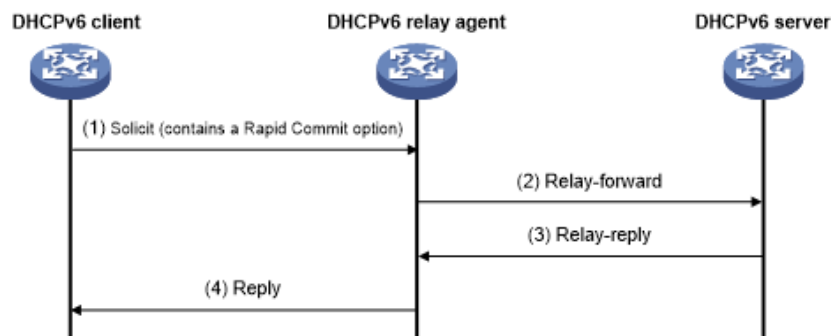 DHCPv6 client
DHCPv6 relay agent
DHCPv6 server
(1) Solicit (contains a Rapid Commit option)
(2) Relay-forward
(3) Relay-reply
(4) Reply